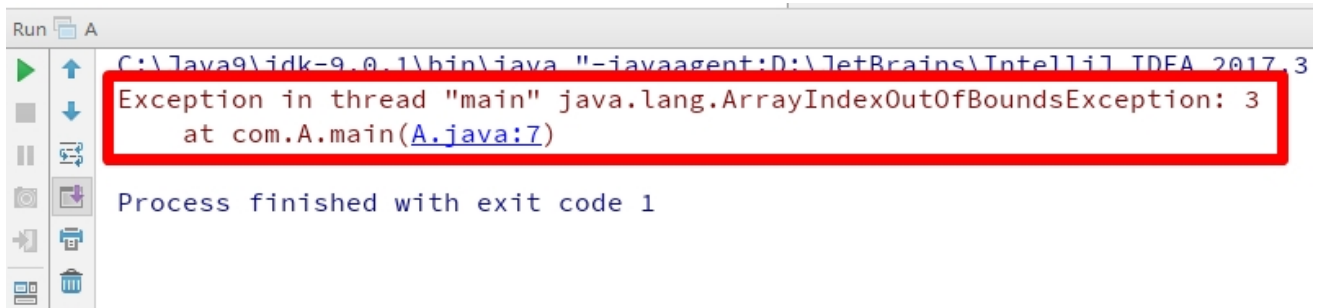 Run A
C:\Java9\jdk-9.0.1\bin\java "-javaagent:D:\JetBrains\IntelliJ IDEA 2017.3
Exception in thread "main" java.lang.ArrayIndexOutOfBoundsException: 3
at com.A.main(A.java:7)
Process finished with exit code 1